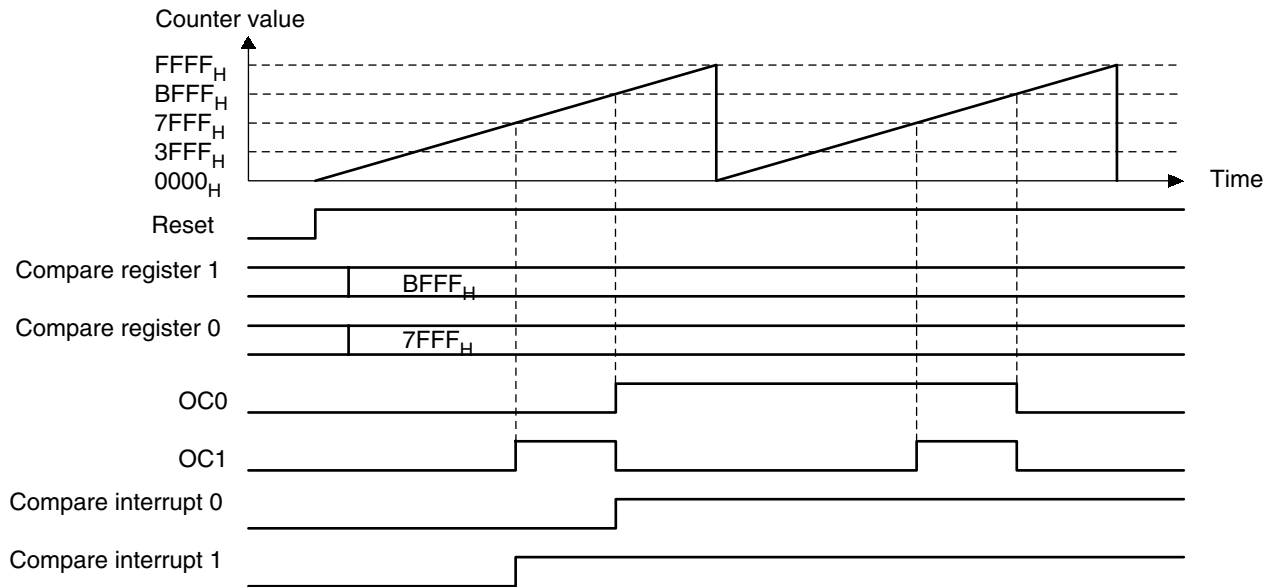 Counter value
FFFFH
BFFFH
7FFFH
3FFFH
0000H
Time
Reset
Compare register 1
BFFFH
Compare register 0
7FFFH
OC0
OC1
Compare interrupt 0
Compare interrupt 1